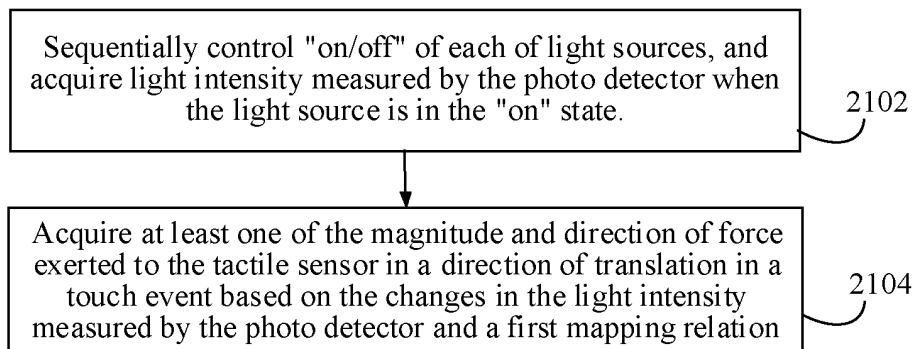 Sequentially control "on/off" of each of light sources, and
acquire light intensity measured by the photo detector when
the light source is in the "on" state.
2102
Acquire at least one of the magnitude and direction of force
exerted to the tactile sensor in a direction of translation in a
touch event based on the changes in the light intensity
measured by the photo detector and a first mapping relation
2104